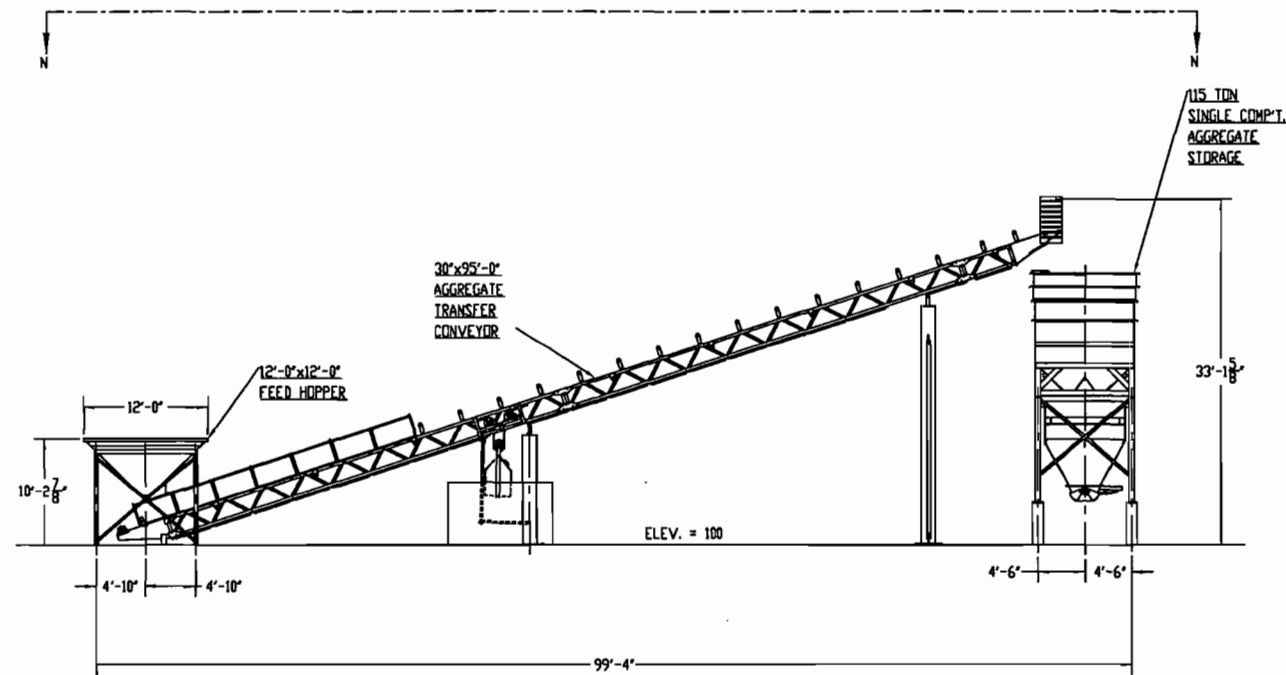 N
N
115 TON
SINGLE COMP'T.
AGGREGATE
STORAGE
30"x95'-0"
AGGREGATE
TRANSFER
CONVEYOR
12'-0"x12'-0"
FEED HOPPER
12'-0"
33'-1 5/8"
10'-2 7/8"
ELEV. = 100
4'-10"
4'-10"
4'-6"
4'-6"
99'-4"